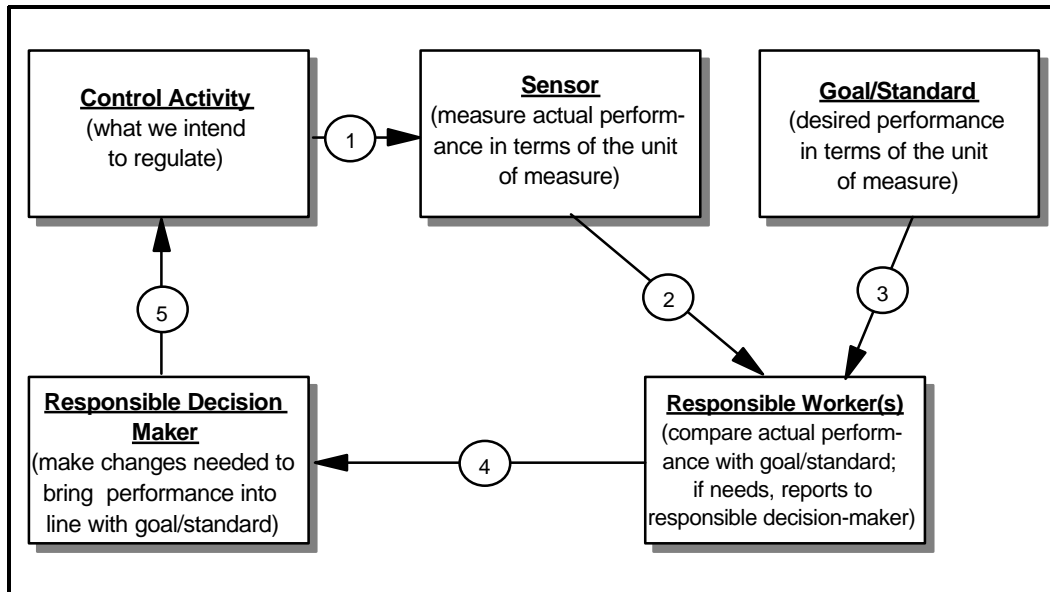 Control Activity
(what we intend
to regulate)
1
Sensor
(measure actual perform-
ance in terms of the unit
of measure)
Goal/Standard
(desired performance
in terms of the unit
of measure)
5
2
3
Responsible Decision
Maker
(make changes needed to
bring performance into
line with goal/standard)
4
Responsible Worker(s)
(compare actual perform-
ance with goal/standard;
if needs, reports to
responsible decision-maker)